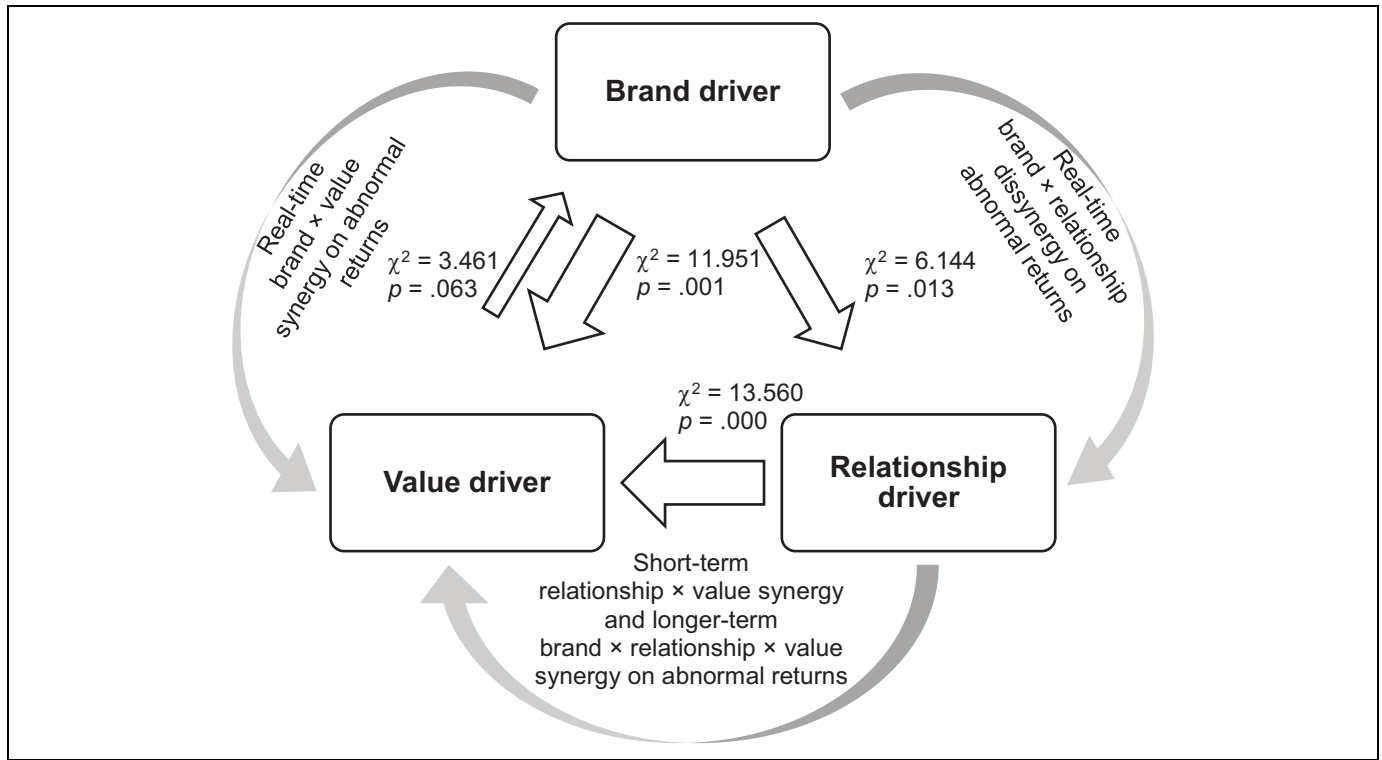 Brand driver
Real-time
brand × value
synergy on abnormal
returns
χ² = 3.461
p = .063
χ² = 11.951
p = .001
χ² = 6.144
p = .013
Real-time
brand × relationship
dissynergy on
abnormal returns
χ² = 13.560
p = .000
Value driver
Relationship
driver
Short-term
relationship × value synergy
and longer-term
brand × relationship × value
synergy on abnormal returns